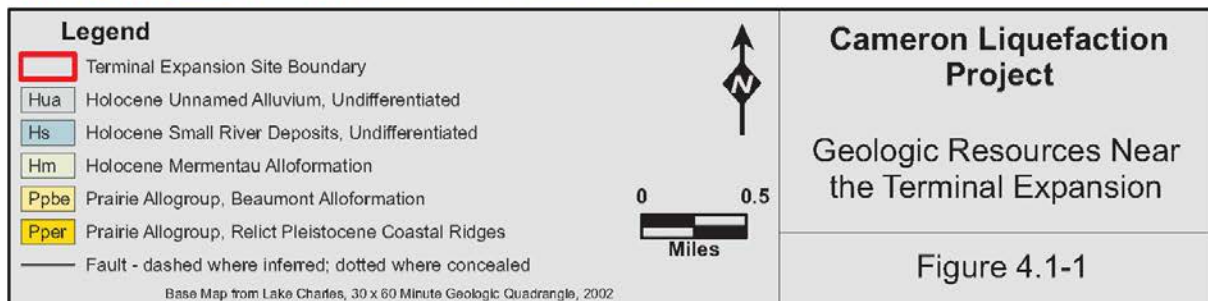 Legend
Terminal Expansion Site Boundary
Hua Holocene Unnamed Alluvium, Undifferentiated
Hs Holocene Small River Deposits, Undifferentiated
Hm Holocene Mermentau Alloformation
Ppbe Prairie Allogroup, Beaumont Alloformation
Pper Prairie Allogroup, Relict Pleistocene Coastal Ridges
Fault - dashed where inferred; dotted where concealed
Base Map from Lake Charles, 30 x 60 Minute Geologic Quadrangle, 2002
N
0 0.5
Miles
Cameron Liquefaction
Project
Geologic Resources Near
the Terminal Expansion
Figure 4.1-1